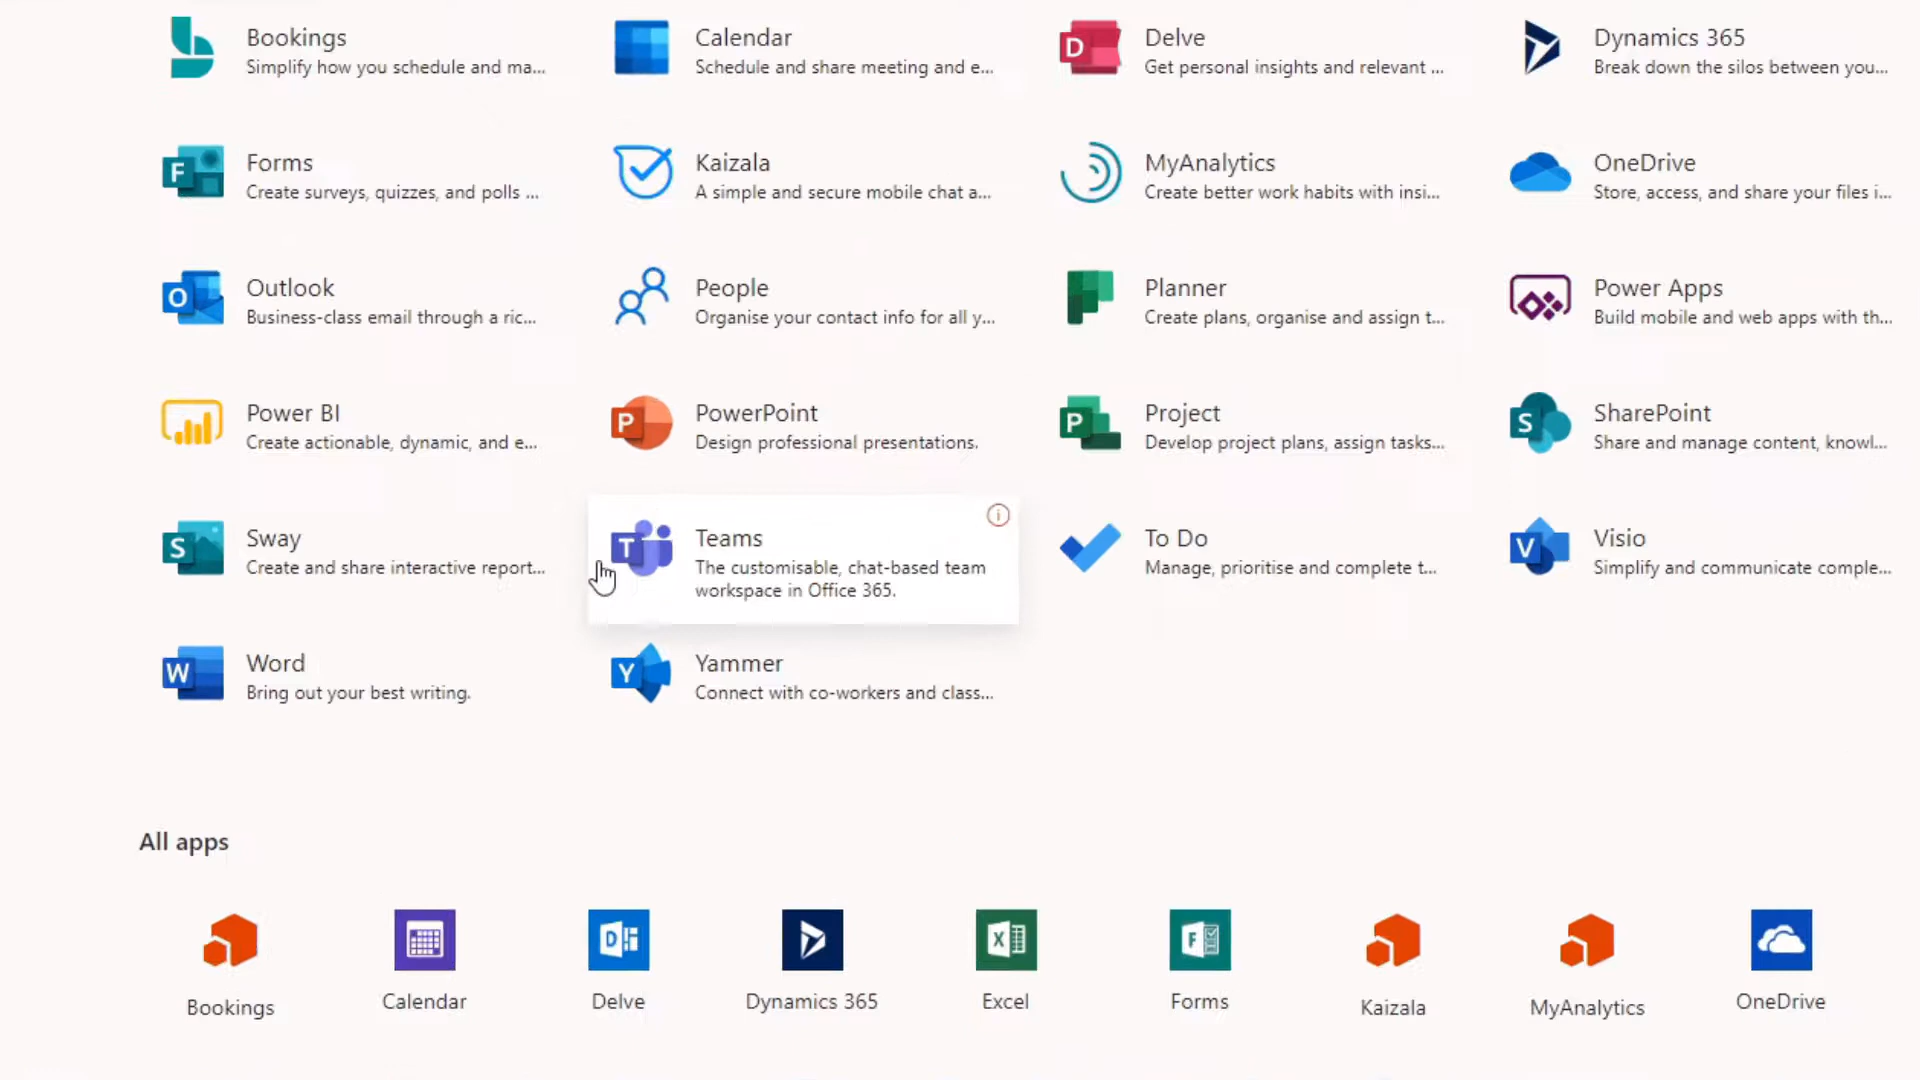 Bookings
Simplify how you schedule and ma...
Calendar
Schedule and share meeting and e...
Delve
Get personal insights and relevant ...
Dynamics 365
Break down the silos between you...
Forms
Create surveys, quizzes, and polls ...
Kaizala
A simple and secure mobile chat a...
MyAnalytics
Create better work habits with insi...
OneDrive
Store, access, and share your files i...
Outlook
Business-class email through a ric...
People
Organise your contact info for all y...
Planner
Create plans, organise and assign t...
Power Apps
Build mobile and web apps with th...
Power BI
Create actionable, dynamic, and e...
PowerPoint
Design professional presentations.
Project
Develop project plans, assign tasks...
SharePoint
Share and manage content, knowl...
Sway
Create and share interactive report...
Teams
The customisable, chat-based team
workspace in Office 365.
To Do
Manage, prioritise and complete t...
Visio
Simplify and communicate comple...
Word
Bring out your best writing.
Yammer
Connect with co-workers and class...
All apps
Bookings
Calendar
Delve
Dynamics 365
Excel
Forms
Kaizala
MyAnalytics
OneDrive